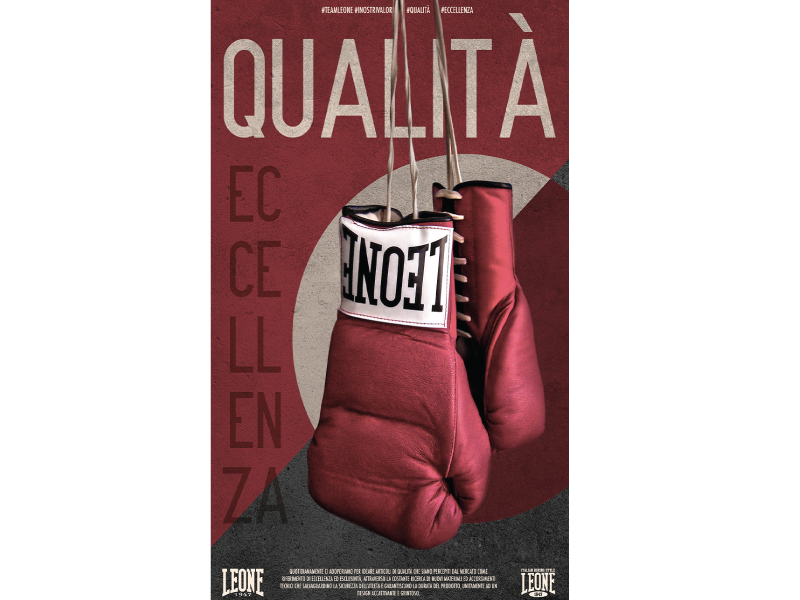 #TEAMLEONE #INOSTRIVALORI #QUALITÀ #ECCELLENZA
QUALITÀ
EC
CE
LL
EN
ZA
LEONE
QUOTIDIANAMENTE CI ADOPERIAMO PER IDEARE ARTICOLI DI QUALITÀ CHE SIANO PERCEPITI DAL MERCATO COME
RIFERIMENTO DI ECCELLENZA ED ESCLUSIVITÀ, ATTRAVERSO LA COSTANTE RICERCA DI NUOVI MATERIALI ED ACCORGIMENTI
TECNICI CHE SALVAGUARDINO LA SICUREZZA DELL'ATLETA E GARANTISCANO LA DURATA DEL PRODOTTO, UNITAMENTE AD UN
DESIGN ACCATTIVANTE E GRINTOSO.
LEONE
1947
ITALIAN BOXING STYLE
LEONE